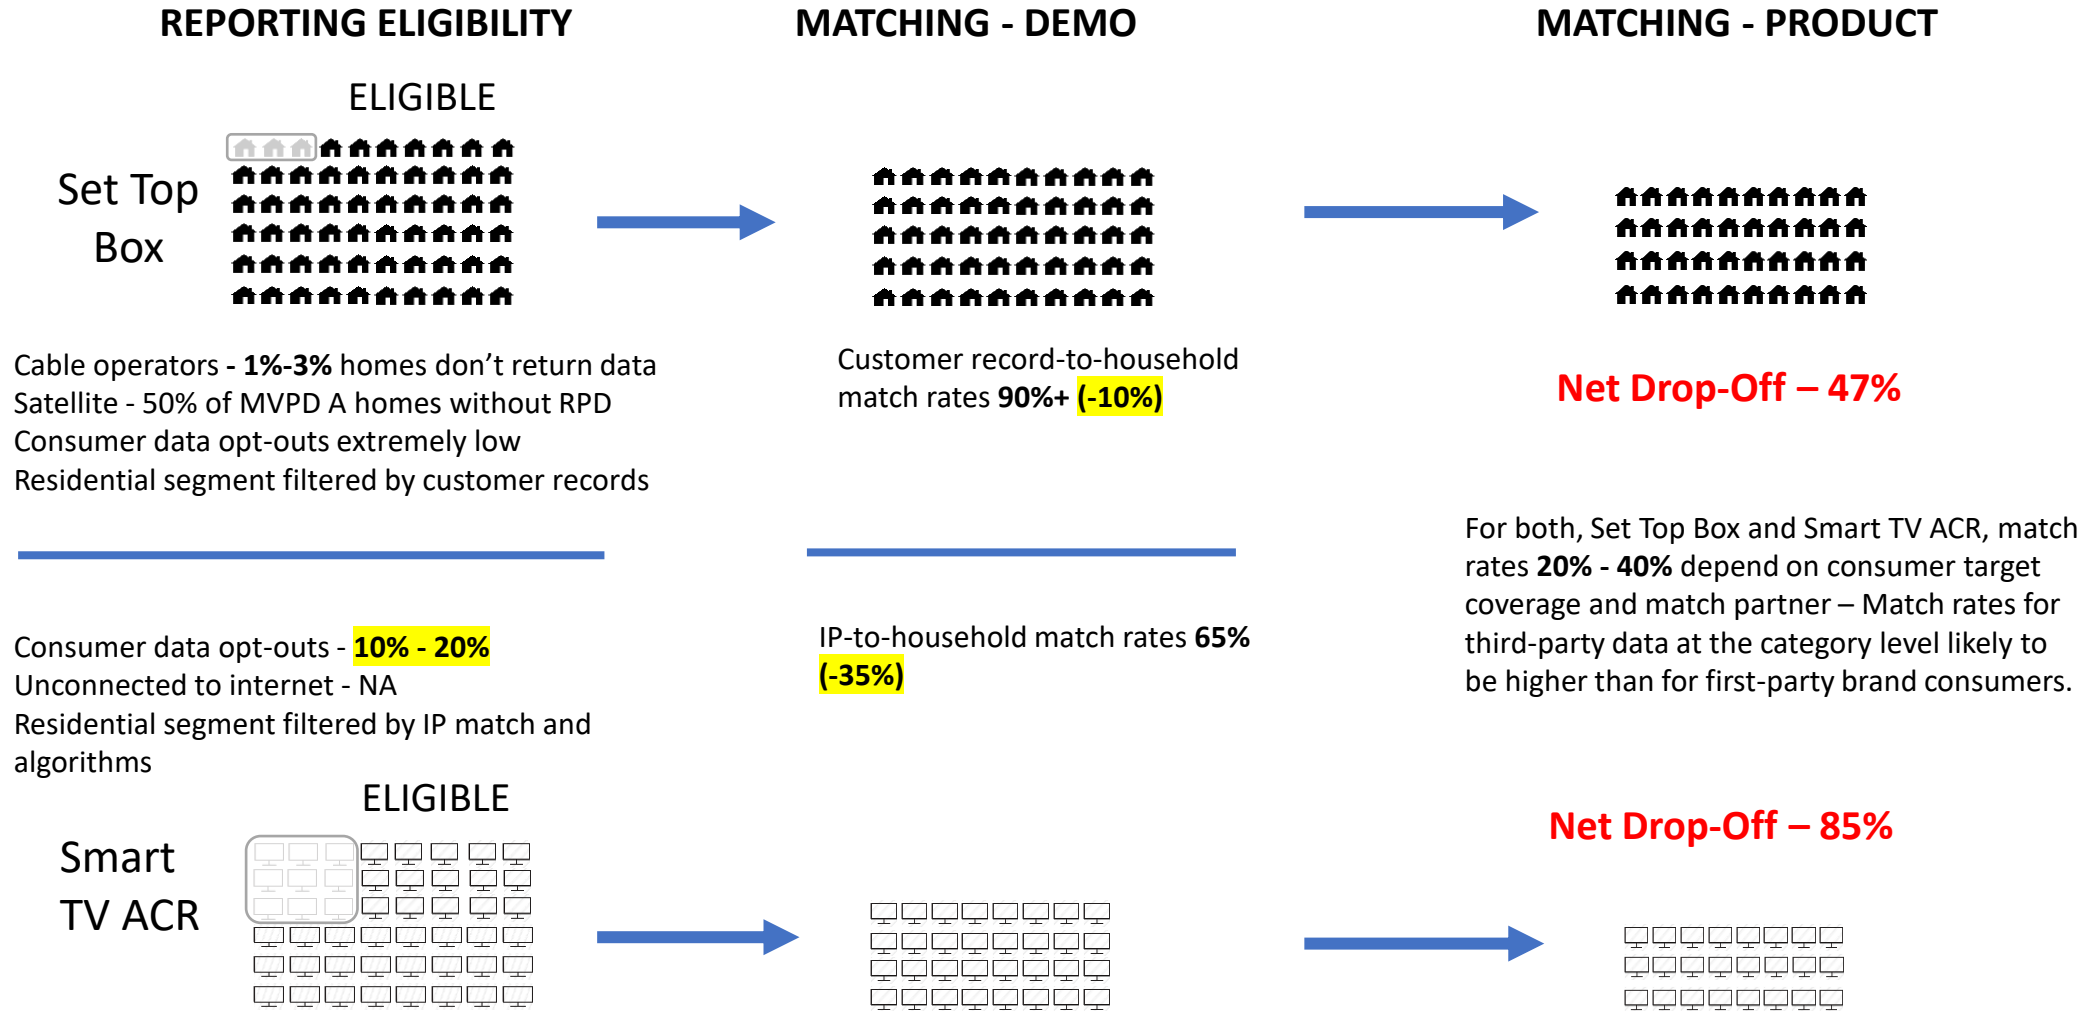 REPORTING ELIGIBILITY
MATCHING - DEMO
MATCHING - PRODUCT
ELIGIBLE
Set Top
Box
Cable operators - 1%-3% homes don’t return data
Satellite - 50% of MVPD A homes without RPD
Consumer data opt-outs extremely low
Residential segment filtered by customer records
Customer record-to-household
match rates 90%+ (-10%)
Net Drop-Off – 47%
For both, Set Top Box and Smart TV ACR, match
rates 20% - 40% depend on consumer target
coverage and match partner – Match rates for
third-party data at the category level likely to
be higher than for first-party brand consumers.
Consumer data opt-outs - 10% - 20%
Unconnected to internet - NA
Residential segment filtered by IP match and
algorithms
IP-to-household match rates 65%
(-35%)
ELIGIBLE
Smart
TV ACR
Net Drop-Off – 85%